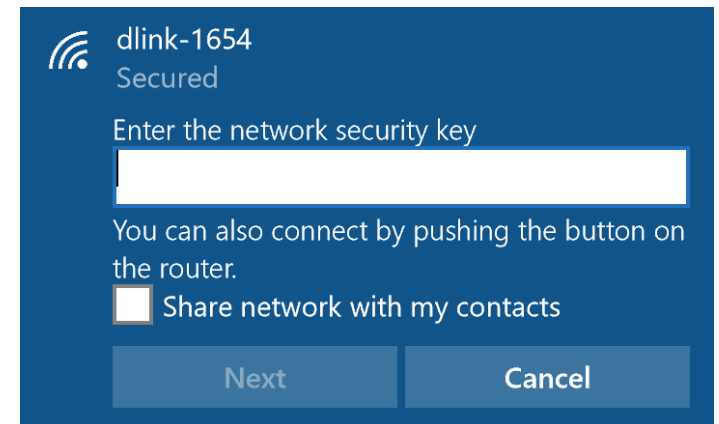 dlink-1654
Secured
Enter the network security key
You can also connect by pushing the button on
the router.
Share network with my contacts
Next
Cancel